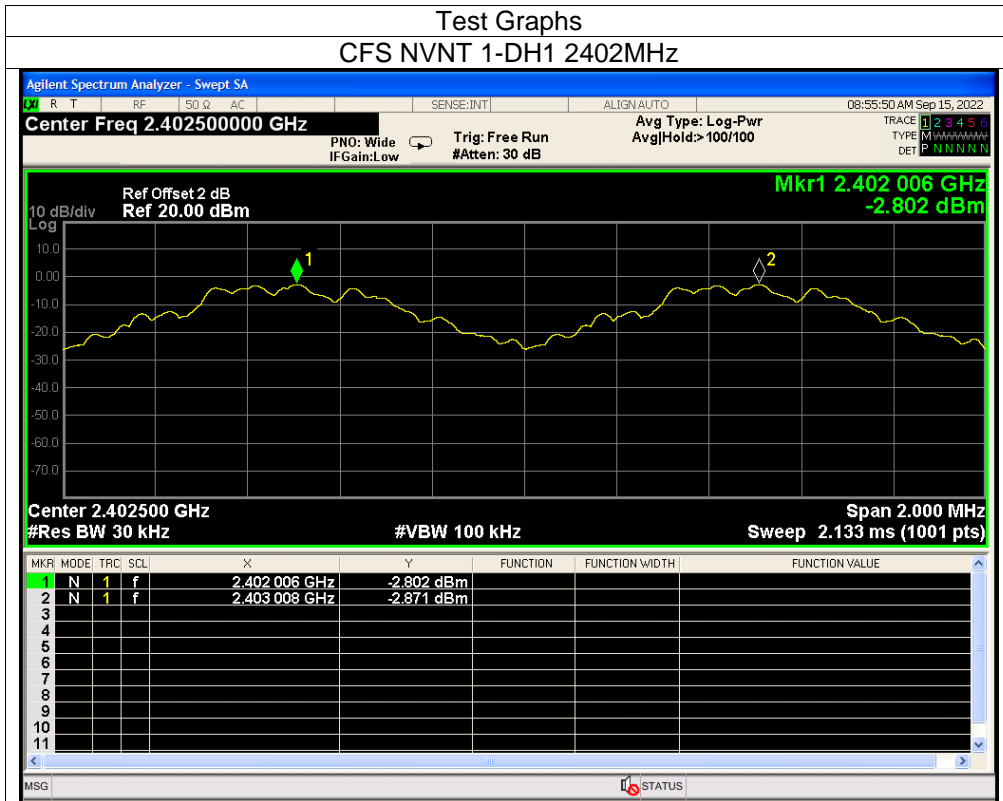 Test Graphs
CFS NVNT 1-DH1 2402MHz
Agilent Spectrum Analyzer - Swept SA
LXI R T RF 50 Ω AC SENSE:INT ALIGN AUTO 08:55:50 AM Sep 15, 2022
Center Freq 2.402500000 GHz
PNO: Wide
IFGain:Low
Trig: Free Run
#Atten: 30 dB
Avg Type: Log-Pwr
Avg|Hold:>100/100
TRACE 1 2 3 4 5 6
TYPE MWWWWW
DET P N N N N N
Mkr1 2.402 006 GHz
-2.802 dBm
Ref Offset 2 dB
10 dB/div Ref 20.00 dBm
Log
10.0
0.00
-10.0
-20.0
-30.0
-40.0
-50.0
-60.0
-70.0
1
2
Center 2.402500 GHz Span 2.000 MHz
#Res BW 30 kHz #VBW 100 kHz Sweep 2.133 ms (1001 pts)
MKR MODE TRC SCL X Y FUNCTION FUNCTION WIDTH FUNCTION VALUE
1 N 1 f 2.402 006 GHz -2.802 dBm
2 N 1 f 2.403 008 GHz -2.871 dBm
3
4
5
6
7
8
9
10
11
MSG STATUS